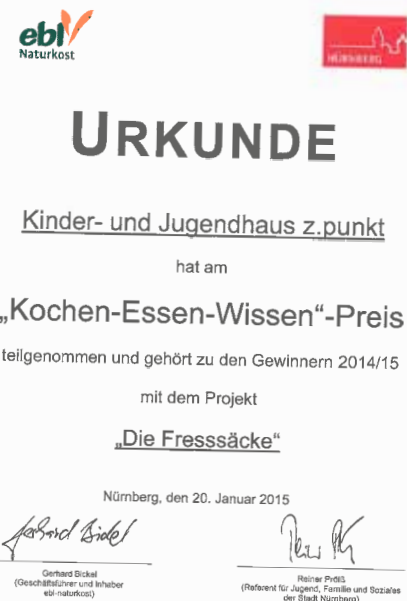 ebl
Naturkost
NÜRNBERG
URKUNDE
Kinder- und Jugendhaus z.punkt
hat am
„Kochen-Essen-Wissen“-Preis
teilgenommen und gehört zu den Gewinnern 2014/15
mit dem Projekt
„Die Fresssäcke“
Nürnberg, den 20. Januar 2015
Gerhard Bickel
Gerhard Bickel
(Geschäftsführer und Inhaber
ebl-naturkost)
Reiner Prölß
(Referent für Jugend, Familie und Soziales
der Stadt Nürnberg)